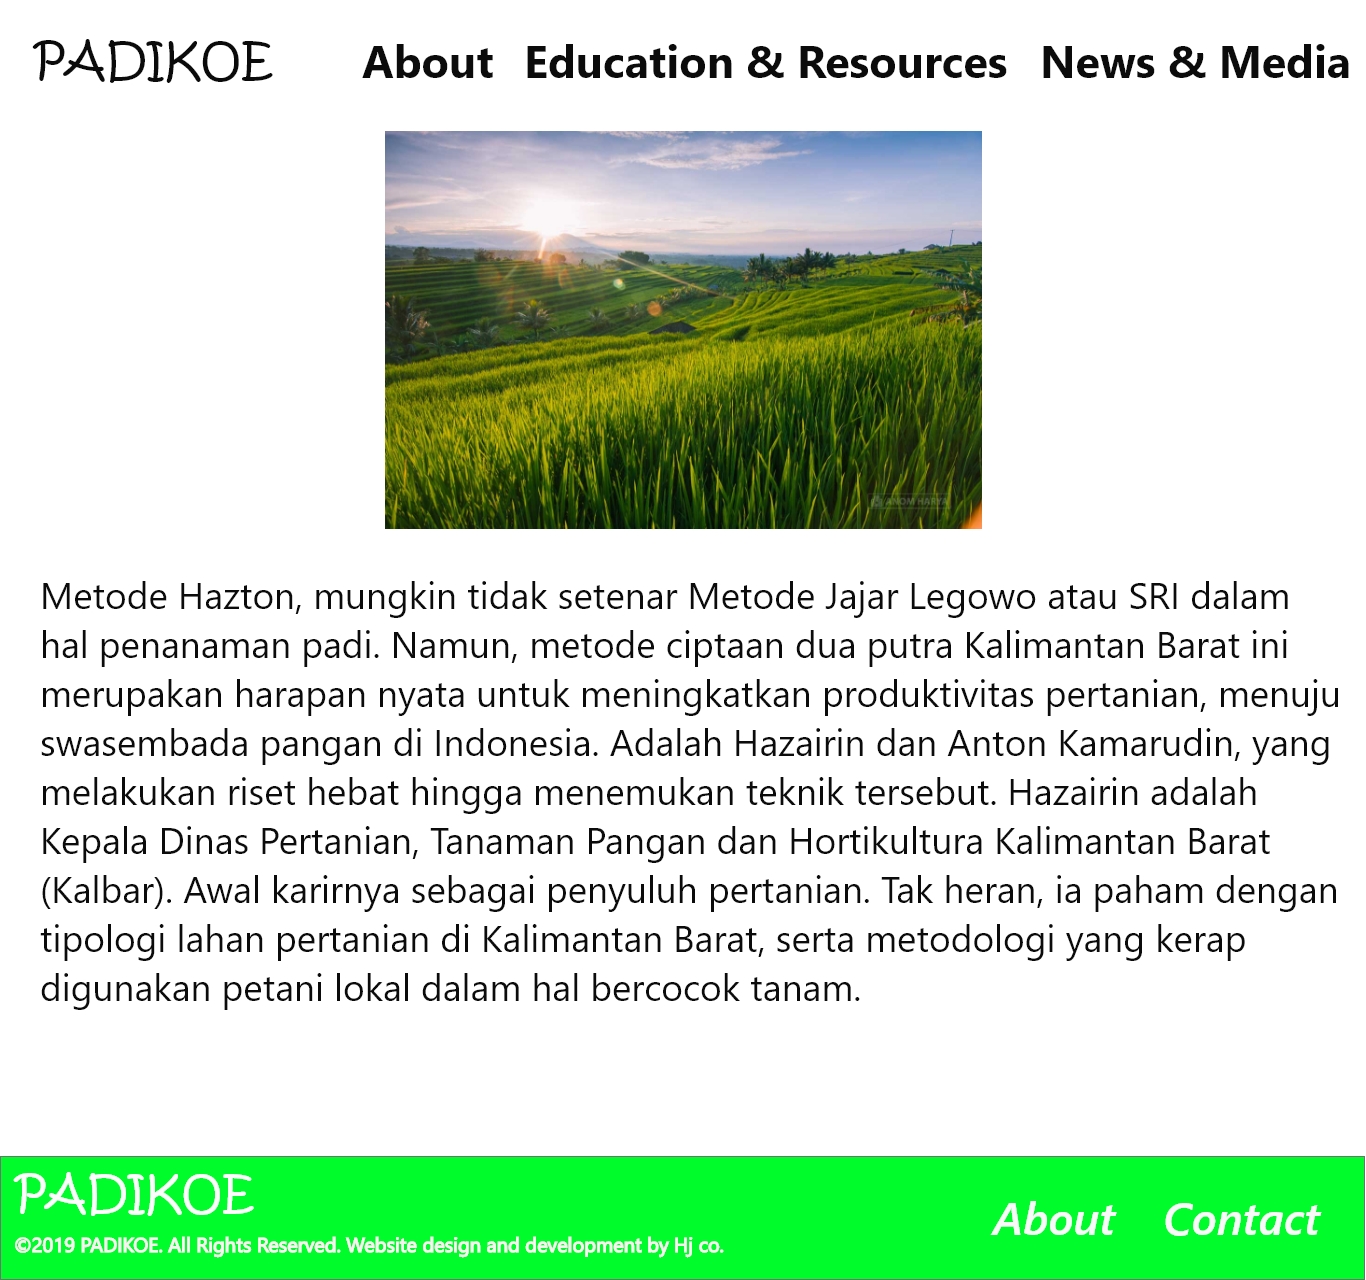 PADIKOE About Education & Resources News & Media
ANOM HARYA
Metode Hazton, mungkin tidak setenar Metode Jajar Legowo atau SRI dalam
hal penanaman padi. Namun, metode ciptaan dua putra Kalimantan Barat ini
merupakan harapan nyata untuk meningkatkan produktivitas pertanian, menuju
swasembada pangan di Indonesia. Adalah Hazairin dan Anton Kamarudin, yang
melakukan riset hebat hingga menemukan teknik tersebut. Hazairin adalah
Kepala Dinas Pertanian, Tanaman Pangan dan Hortikultura Kalimantan Barat
(Kalbar). Awal karirnya sebagai penyuluh pertanian. Tak heran, ia paham dengan
tipologi lahan pertanian di Kalimantan Barat, serta metodologi yang kerap
digunakan petani lokal dalam hal bercocok tanam.
PADIKOE
©2019 PADIKOE. All Rights Reserved. Website design and development by Hj co.
About Contact